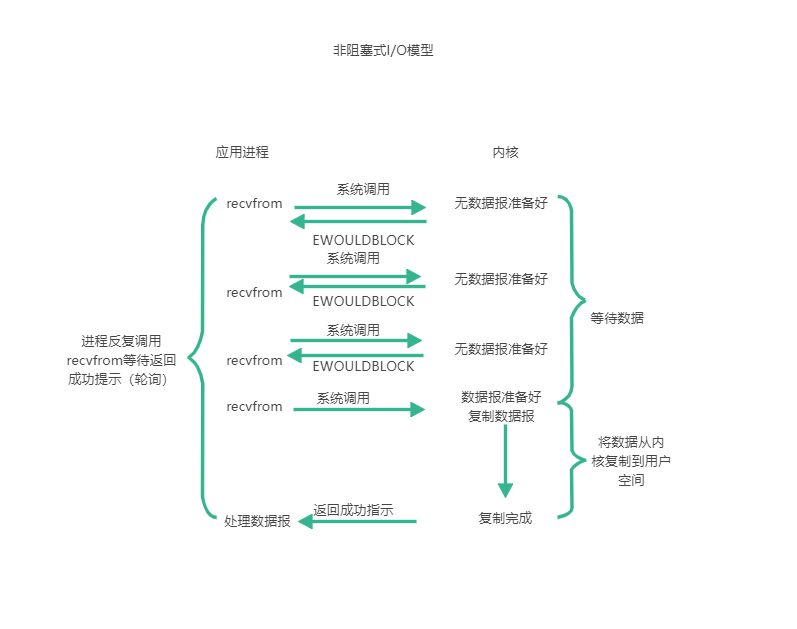 非阻塞式I/O模型
应用进程
内核
系统调用
recvfrom
无数据报准备好
EWOULDBLOCK
系统调用
无数据报准备好
recvfrom
EWOULDBLOCK
等待数据
系统调用
进程反复调用
recvfrom等待返回
成功提示（轮询）
无数据报准备好
recvfrom
EWOULDBLOCK
系统调用
recvfrom
数据报准备好
复制数据报
将数据从内
核复制到用户
空间
返回成功指示
处理数据报
复制完成